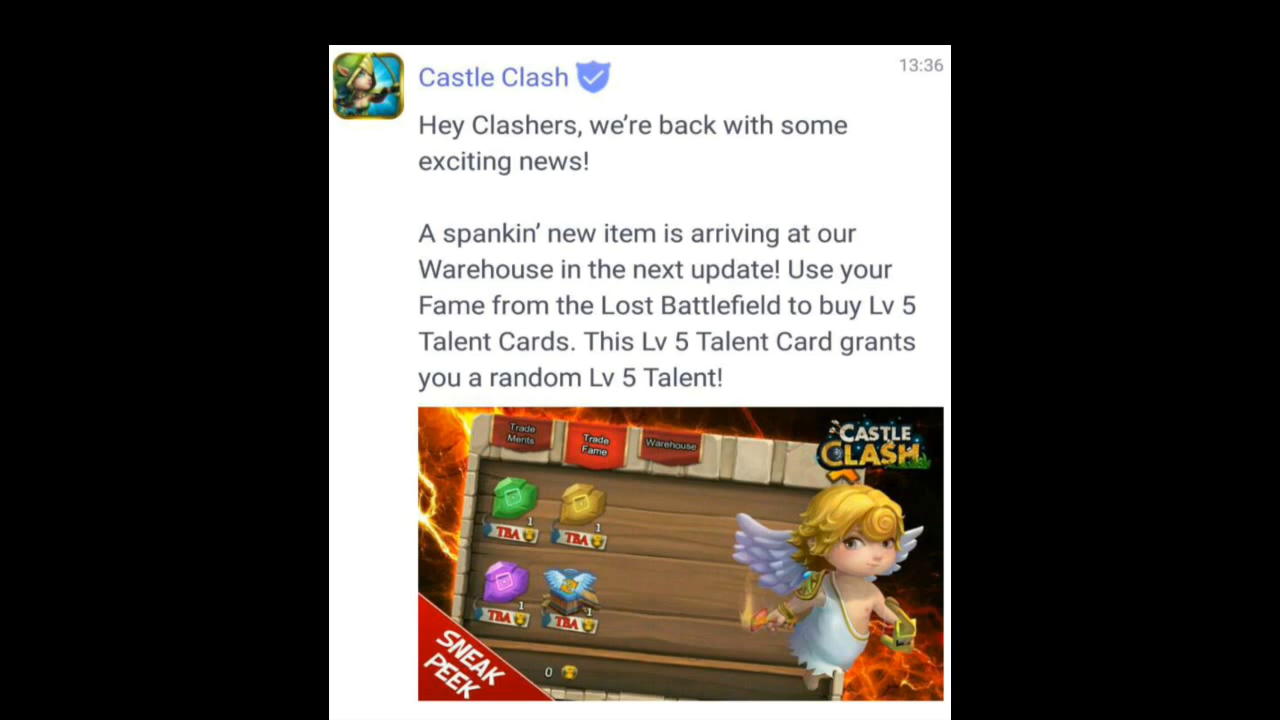 Castle Clash
13:36
Hey Clashers, we’re back with some
exciting news!
A spankin’ new item is arriving at our
Warehouse in the next update! Use your
Fame from the Lost Battlefield to buy Lv 5
Talent Cards. This Lv 5 Talent Card grants
you a random Lv 5 Talent!
Trade
Merits
Trade
Fame
Warehouse
CASTLE
CLASH
1
TBA
1
TBA
1
TBA
1
TBA
SNEAK
PEEK
0